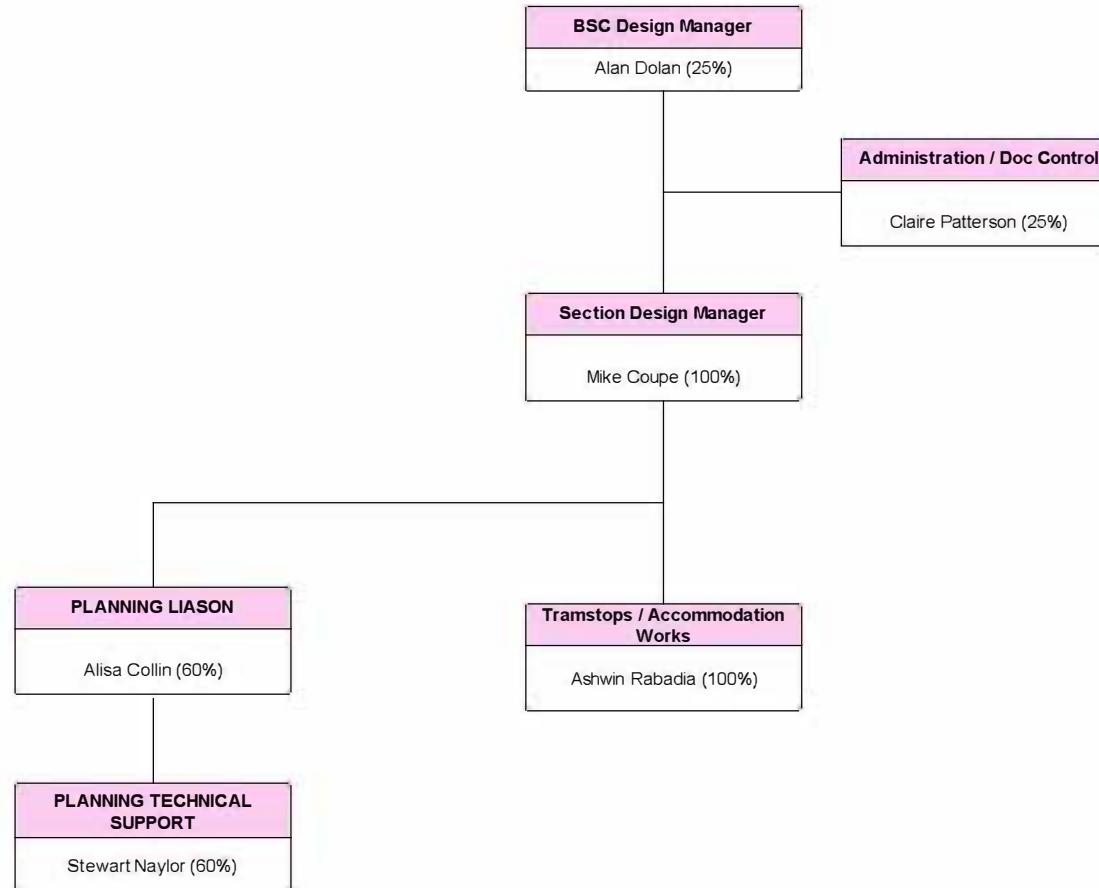 BSC Design Manager
Alan Dolan (25%)
Administration / Doc Control
Claire Patterson (25%)
Section Design Manager
Mike Coupe (100%)
PLANNING LIASON
Alisa Collin (60%)
Tramstops / Accommodation
Works
Ashwin Rabadia (100%)
PLANNING TECHNICAL
SUPPORT
Stewart Naylor (60%)